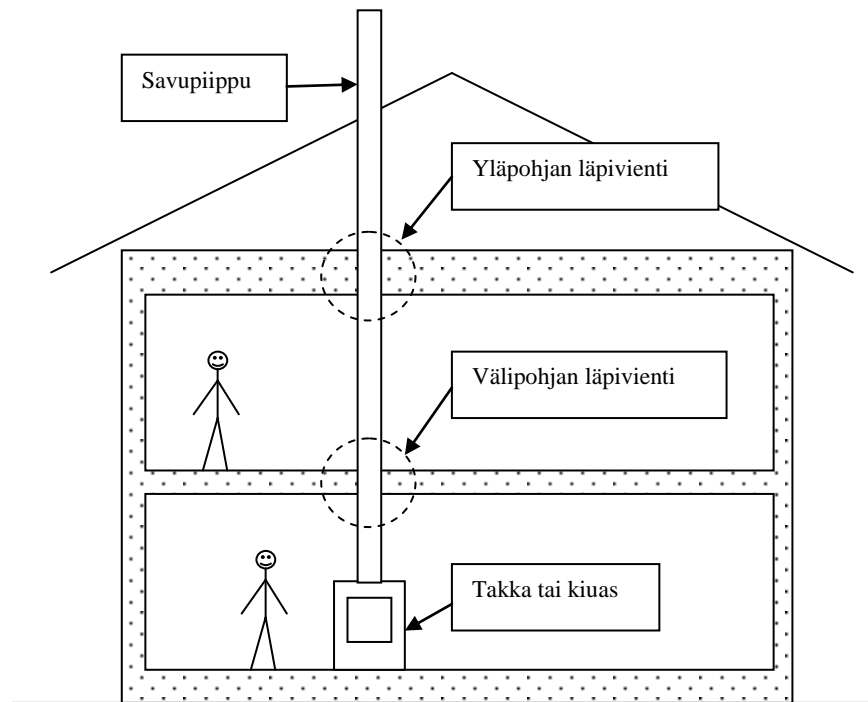 Savupiippu
Yläpohjan läpivienti
Välipohjan läpivienti
Takka tai kiuas